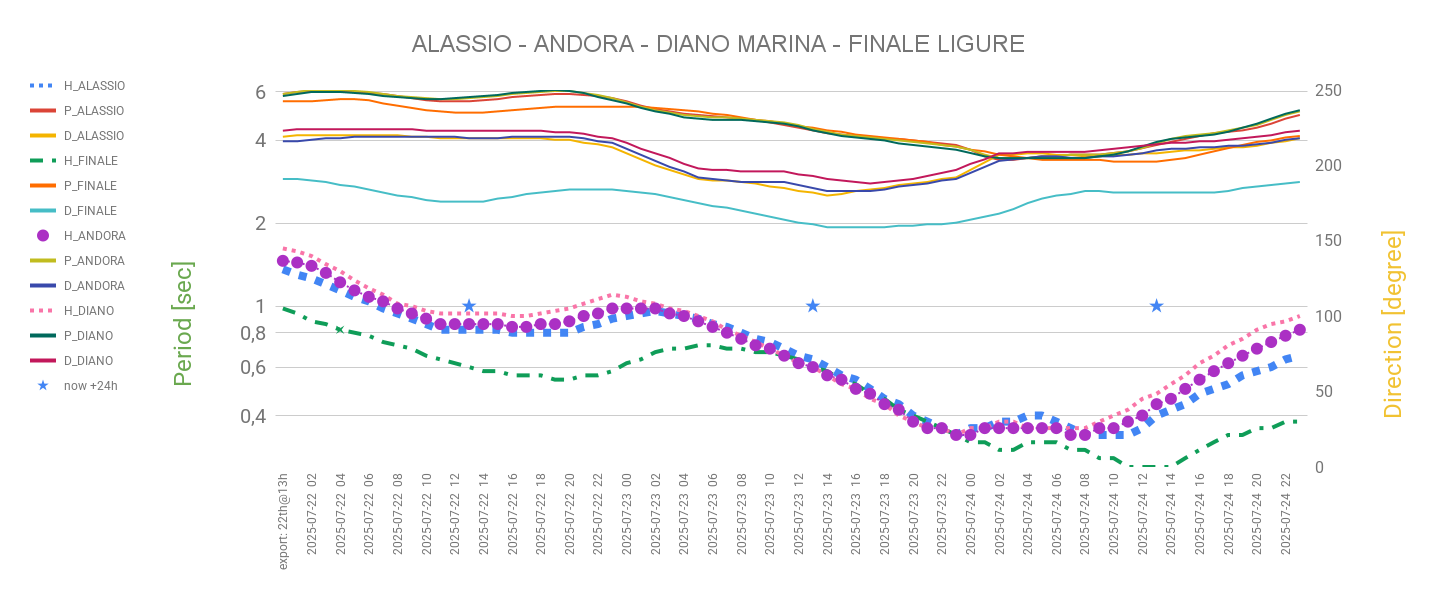 ALASSIO - ANDORA - DIANO MARINA - FINALE LIGURE
H_ALASSIO
P_ALASSIO
D_ALASSIO
H_FINALE
P_FINALE
D_FINALE
H_ANDORA
P_ANDORA
D_ANDORA
H_DIANO
P_DIANO
D_DIANO
now +24h
Period [sec]
6
4
2
1
0,8
0,6
0,4
250
200
150
100
50
0
Direction [degree]
export: 22th@13h
2025-07-22 02
2025-07-22 04
2025-07-22 06
2025-07-22 08
2025-07-22 10
2025-07-22 12
2025-07-22 14
2025-07-22 16
2025-07-22 18
2025-07-22 20
2025-07-22 22
2025-07-23 00
2025-07-23 02
2025-07-23 04
2025-07-23 06
2025-07-23 08
2025-07-23 10
2025-07-23 12
2025-07-23 14
2025-07-23 16
2025-07-23 18
2025-07-23 20
2025-07-23 22
2025-07-24 00
2025-07-24 02
2025-07-24 04
2025-07-24 06
2025-07-24 08
2025-07-24 10
2025-07-24 12
2025-07-24 14
2025-07-24 16
2025-07-24 18
2025-07-24 20
2025-07-24 22